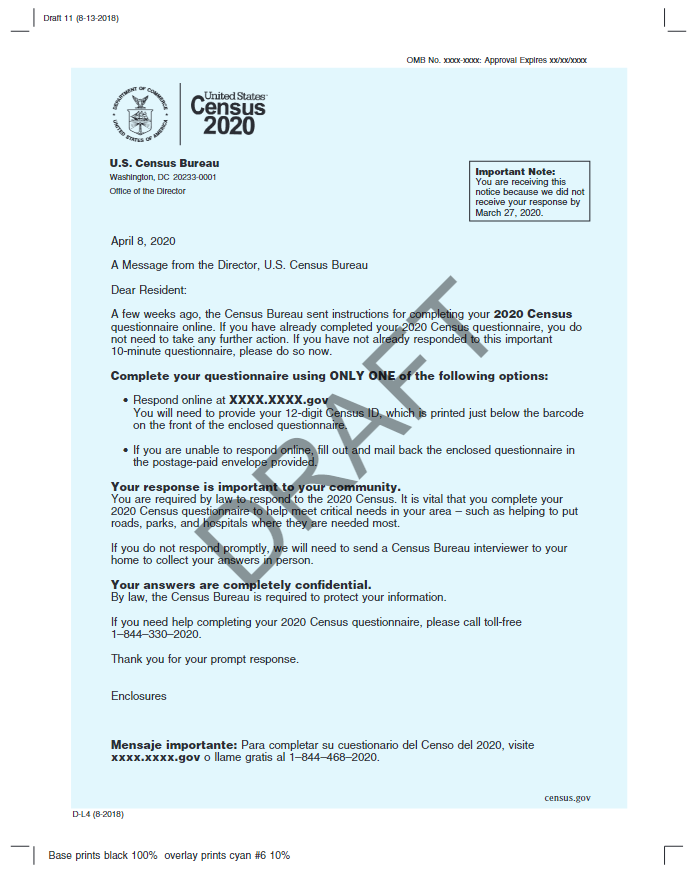 Draft 11 (8-13-2018)
OMB No. xxxx-xxxx: Approval Expires xx/xx/xxxx
DEPARTMENT OF COMMERCE
UNITED STATES OF AMERICA
United States™
Census
2020
U.S. Census Bureau
Washington, DC 20233-0001
Office of the Director
Important Note:
You are receiving this
notice because we did not
receive your response by
March 27, 2020.
April 8, 2020
A Message from the Director, U.S. Census Bureau
Dear Resident:
A few weeks ago, the Census Bureau sent instructions for completing your 2020 Census
questionnaire online. If you have already completed your 2020 Census questionnaire, you do
not need to take any further action. If you have not already responded to this important
10-minute questionnaire, please do so now.
Complete your questionnaire using ONLY ONE of the following options:
• Respond online at XXXX.XXXX.gov
You will need to provide your 12-digit Census ID, which is printed just below the barcode
on the front of the enclosed questionnaire.
• If you are unable to respond online, fill out and mail back the enclosed questionnaire in
the postage-paid envelope provided.
Your response is important to your community.
You are required by law to respond to the 2020 Census. It is vital that you complete your
2020 Census questionnaire to help meet critical needs in your area – such as helping to put
roads, parks, and hospitals where they are needed most.
If you do not respond promptly, we will need to send a Census Bureau interviewer to your
home to collect your answers in person.
Your answers are completely confidential.
By law, the Census Bureau is required to protect your information.
If you need help completing your 2020 Census questionnaire, please call toll-free
1–844–330–2020.
Thank you for your prompt response.
Enclosures
Mensaje importante: Para completar su cuestionario del Censo del 2020, visite
xxxx.xxxx.gov o llame gratis al 1–844–468–2020.
census.gov
D-L4 (8-2018)
Base prints black 100% overlay prints cyan #6 10%
DRAFT